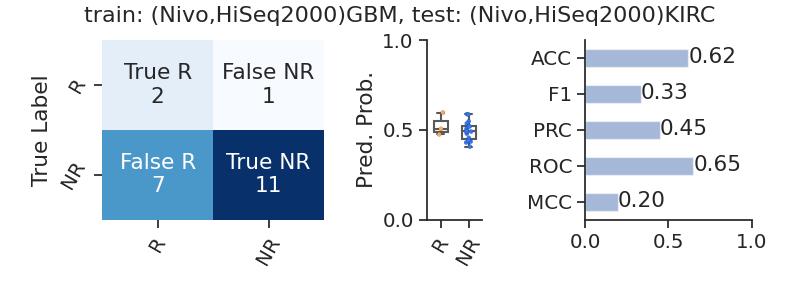 train: (Nivo,HiSeq2000)GBM, test: (Nivo,HiSeq2000)KIRC
True Label
R
NR
True R
2
False NR
1
False R
7
True NR
11
R
NR
Pred. Prob.
1.0
0.5
0.0
R
NR
ACC
0.62
F1
0.33
PRC
0.45
ROC
0.65
MCC
0.20
0.0
0.5
1.0